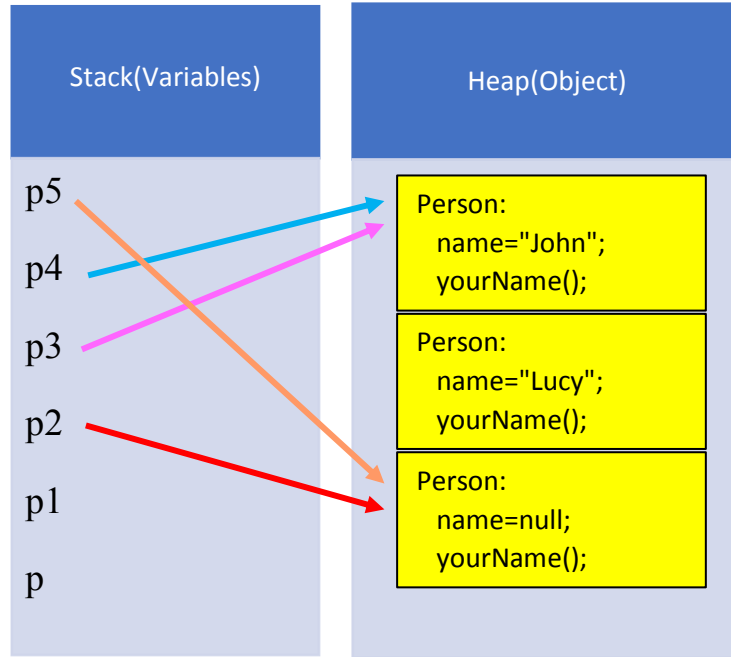 Stack(Variables)
Heap(Object)
p5
p4
p3
p2
p1
p
Person:
name="John";
yourName();
Person:
name="Lucy";
yourName();
Person:
name=null;
yourName();